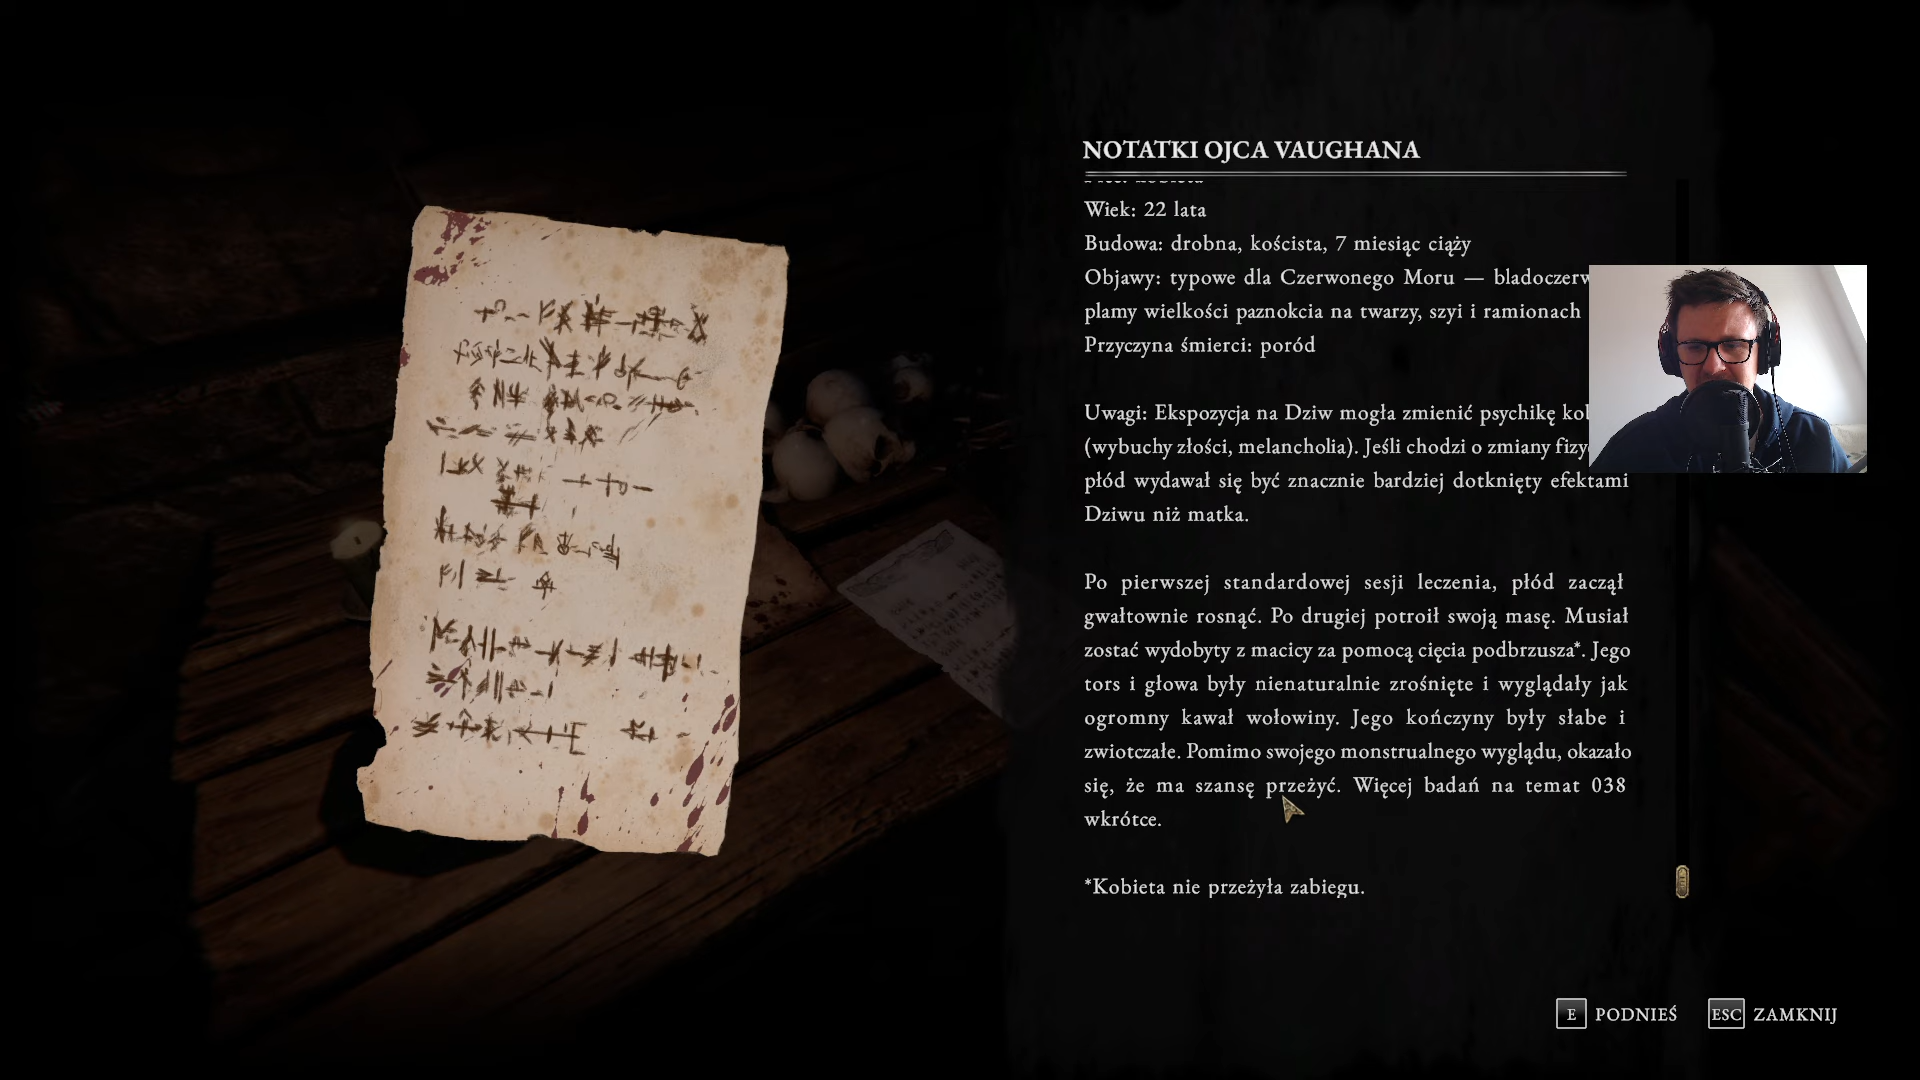 NOTATKI OJCA VAUGHANA
Wiek: 22 lata
Budowa: drobna, koścista, 7 miesiąc ciąży
Objawy: typowe dla Czerwonego Moru —
plamy wielkości paznokcia na twarzy, szyi i ramionach
Przyczyna śmierci: poród
Uwagi: Ekspozycja na Dziw mogła zmienić psychikę
(wybuchy złości, melancholia). Jeśli chodzi o zmiany
płód wydawał się być znacznie bardziej dotknięty efektami
Dziwu niż matka.
Po pierwszej standardowej sesji leczenia, płód zaczął
gwałtownie rosnąć. Po drugiej potroił swoją masę. Musiał
zostać wydobyty z macicy za pomocą cięcia podbrzusza*. Jego
tors i głowa były nienaturalnie zrośnięte i wyglądały jak
ogromny kawał wołowiny. Jego kończyny były słabe i
zwiotczałe. Pomimo swojego monstrualnego wyglądu, okazało
się, że ma szansę przeżyć. Więcej badań na temat 038
wkrótce.
*Kobieta nie przeżyła zabiegu.
E PODNIEŚ ESC ZAMKNIJ